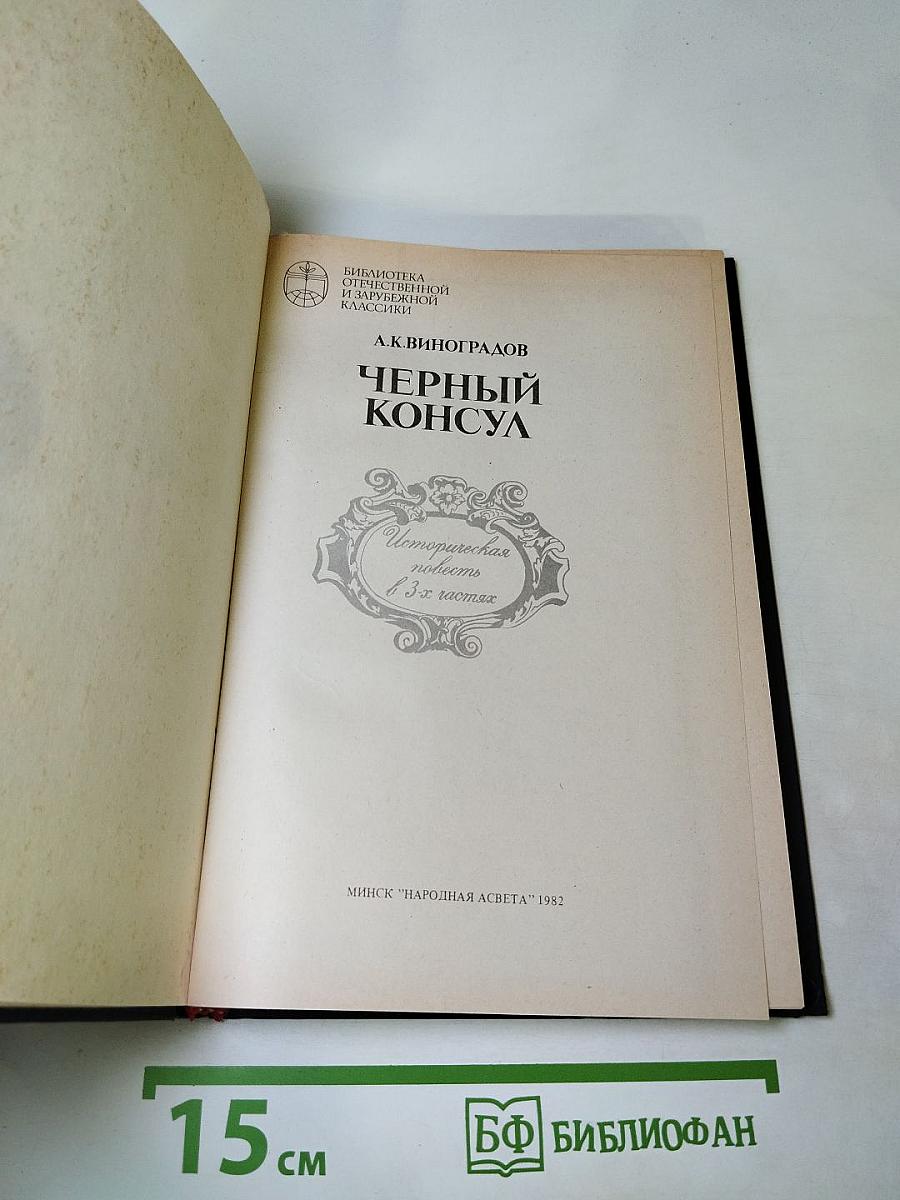 БИБЛИОТЕКА
ОТЕЧЕСТВЕННОЙ
И ЗАРУБЕЖНОЙ
КЛАССИКИ
А.К.ВИНОГРАДОВ
ЧЕРНЫЙ
КОНСУЛ
Историческая
повесть
в 3-х частях
МИНСК "НАРОДНАЯ АСВЕТА" 1982
15 см
БФ БИБЛИОФАН